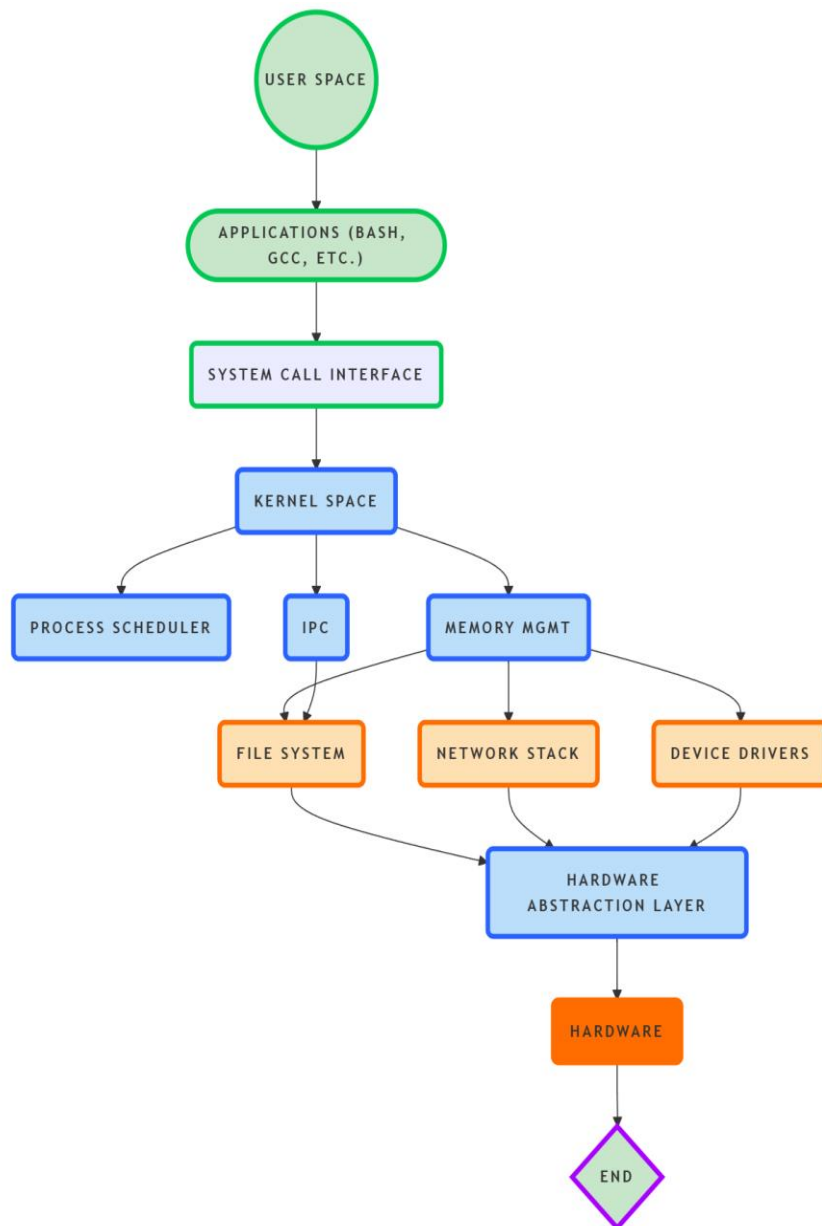 USER SPACE
APPLICATIONS (BASH,
GCC, ETC.)
SYSTEM CALL INTERFACE
KERNEL SPACE
PROCESS SCHEDULER
IPC
MEMORY MGMT
FILE SYSTEM
NETWORK STACK
DEVICE DRIVERS
HARDWARE
ABSTRACTION LAYER
HARDWARE
END